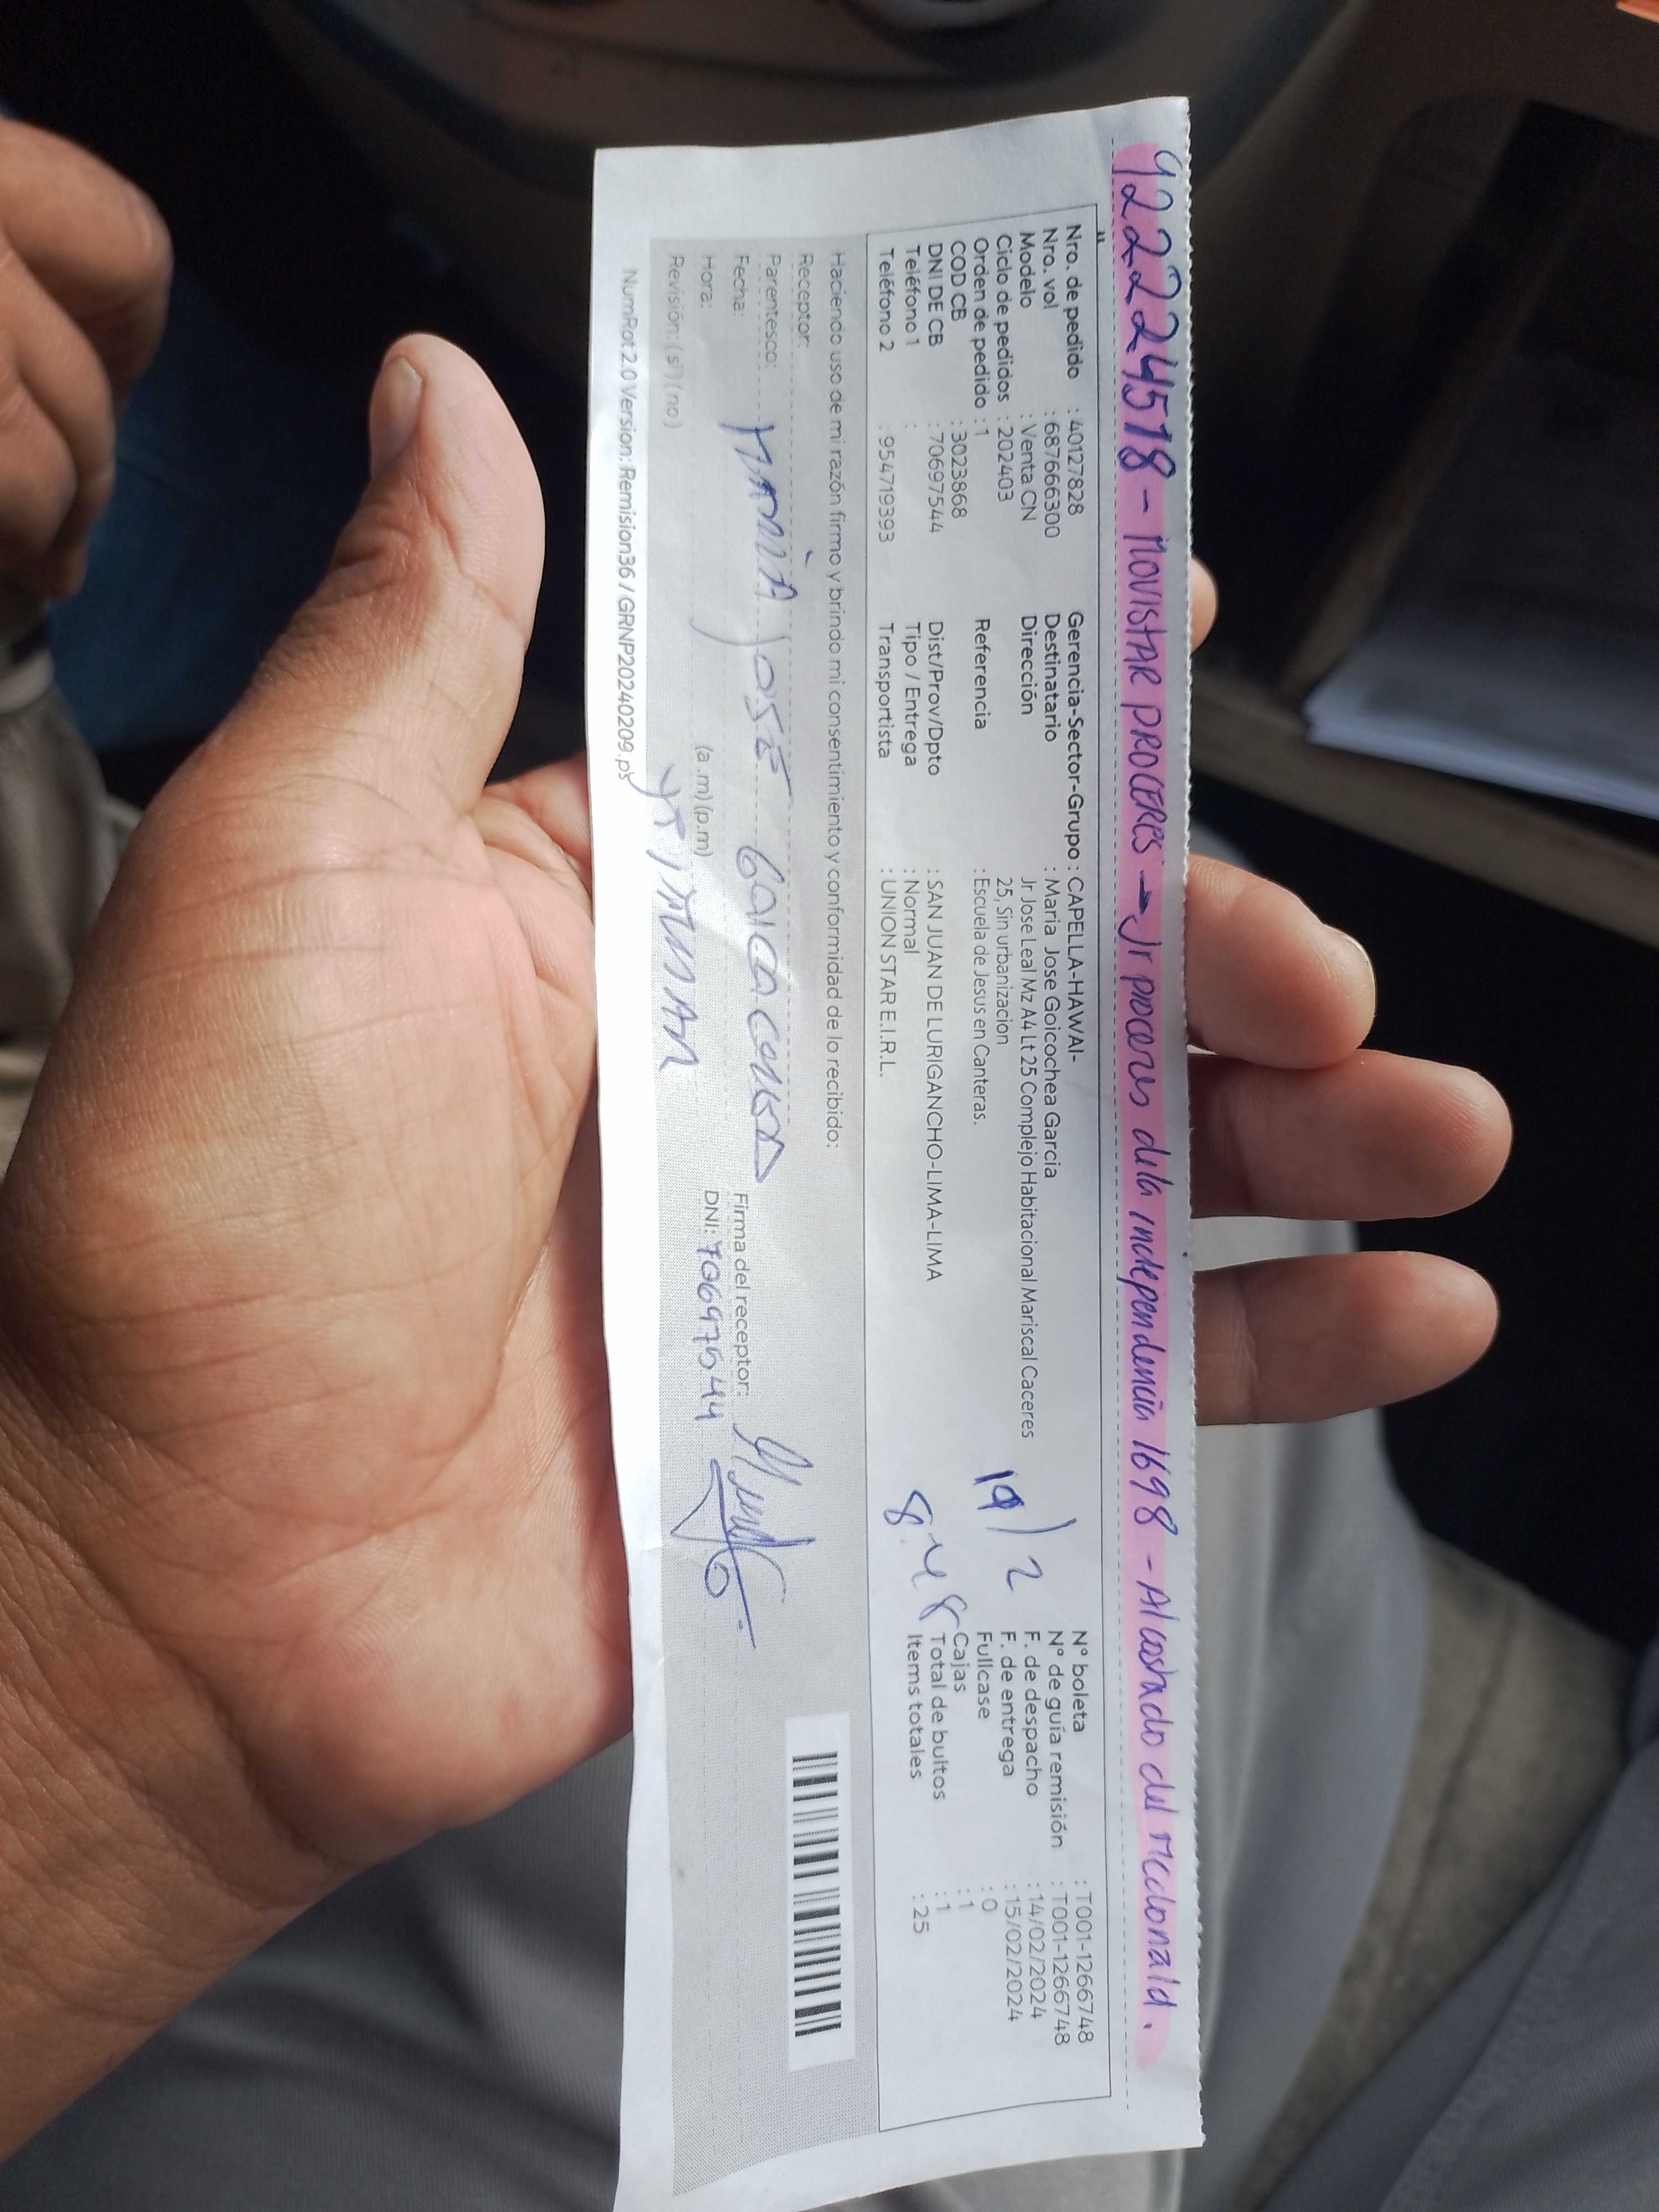 922224518 - MOVISTAR PROCERES → Jr proceres de la independencia 1698 - Al costado del Mcdonald.
Nro. de pedido : 40127828
Nro. vol : 687666300
Modelo : Venta CN
Ciclo de pedidos : 202403
Orden de pedido : 1
COD CB : 3023868
DNI DE CB : 70697544
Teléfono 1 :
Teléfono 2 : 954719393
Gerencia-Sector-Grupo : CAPELLA-HAWAI-
Destinatario : Maria Jose Goicochea Garcia
Dirección Jr Jose Leal Mz A4 Lt 25 Complejo Habitacional Mariscal Caceres
25, Sin urbanizacion
Referencia : Escuela de Jesus en Canteras.
Dist/Prov/Dpto : SAN JUAN DE LURIGANCHO-LIMA-LIMA
Tipo / Entrega : Normal
Transportista : UNION STAR E.I.R.L.
19/2
8:48
N° boleta : T001-1266748
N° de guía remisión : T001-1266748
F. de despacho : 14/02/2024
F. de entrega : 15/02/2024
Fullcase : 0
Cajas : 1
Total de bultos : 1
Items totales : 25
Haciendo uso de mi razón firmo y brindo mi consentimiento y conformidad de lo recibido:
Receptor:
Parentesco:
Fecha:
María José
Hora: (a.m) (p.m)
Revisión: (si) (no)
Firma del receptor:
DNI: 70697544
NumRot 2.0 Version: Remision36 / GRNP20240209.ps